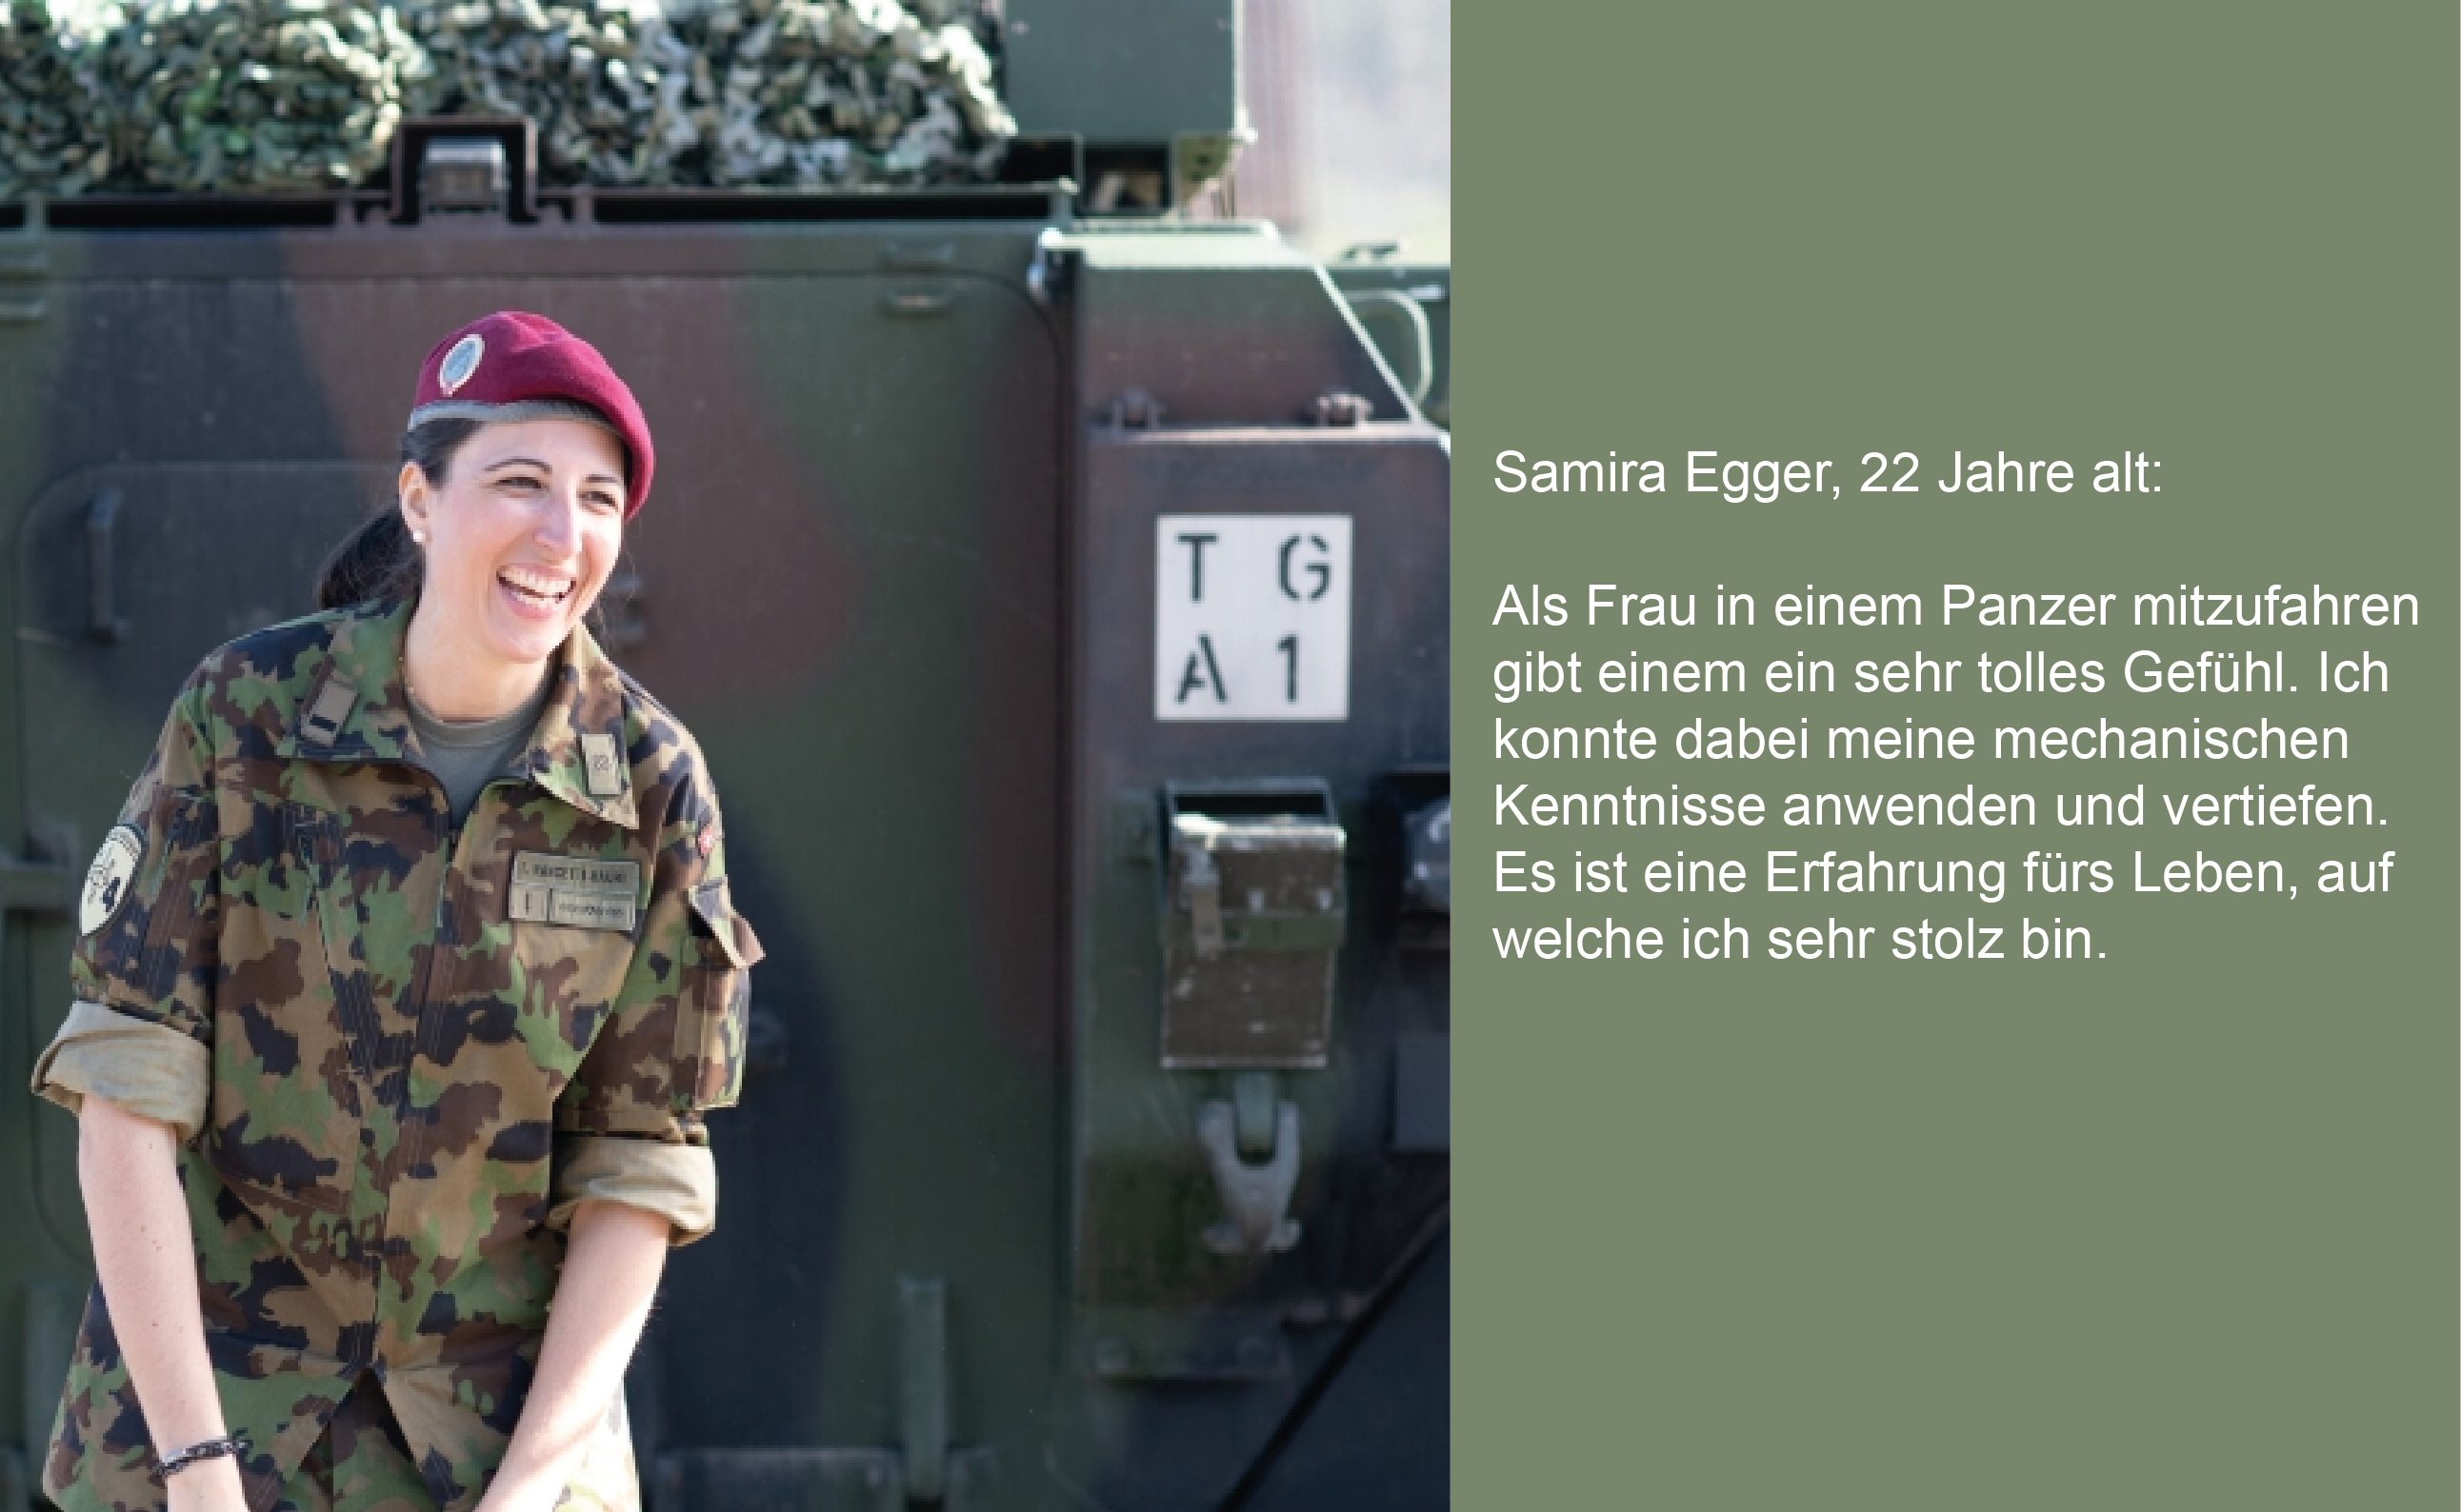 T G
A 1
Samira Egger, 22 Jahre alt:
Als Frau in einem Panzer mitzufahren
gibt einem ein sehr tolles Gefühl. Ich
konnte dabei meine mechanischen
Kenntnisse anwenden und vertiefen.
Es ist eine Erfahrung fürs Leben, auf
welche ich sehr stolz bin.